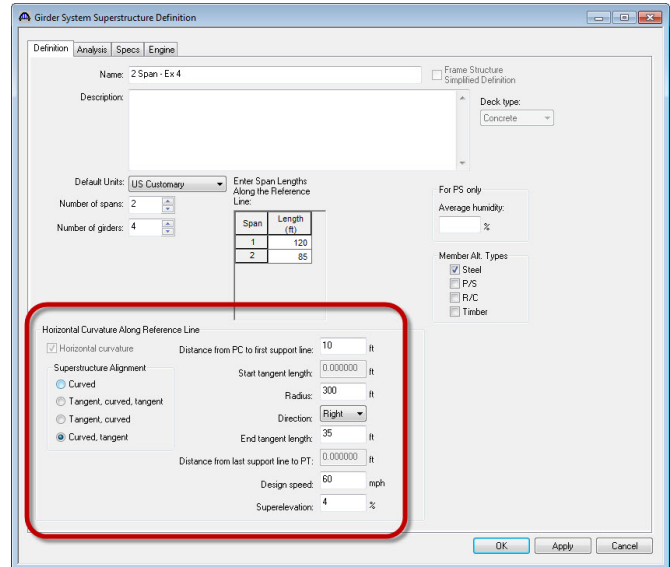 Girder System Superstructure Definition
Definition Analysis Specs Engine
Name: 2 Span - Ex 4
Frame Structure
Simplified Definition
Description:
Deck type:
Concrete
Default Units: US Customary
Enter Span Lengths
Along the Reference
Line:
Number of spans: 2
Number of girders: 4
Span Length
(ft)
1 120
2 85
For PS only
Average humidity:
%
Member Alt. Types
Steel
P/S
R/C
Timber
Horizontal Curvature Along Reference Line
Horizontal curvature
Distance from PC to first support line: 10 ft
Superstructure Alignment
Start tangent length: 0.000000 ft
Curved
Radius: 300 ft
Tangent, curved, tangent
Direction: Right
Tangent, curved
End tangent length: 35 ft
Curved, tangent
Distance from last support line to PT: 0.000000 ft
Design speed: 60 mph
Superelevation: 4 %
OK Apply Cancel